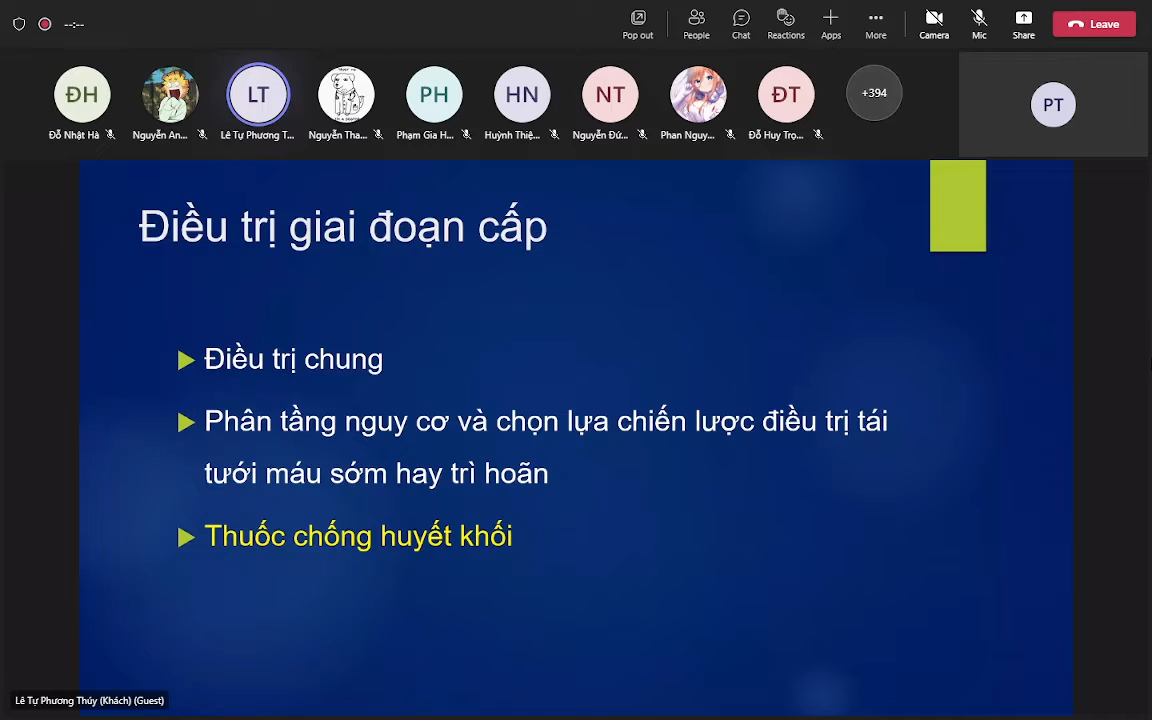 --:--
Pop out
People
Chat
Reactions
Apps
More
Camera
Mic
Share
Leave
ĐH
LT
PH
HN
NT
ĐT
+394
PT
Đỗ Nhật Hà
Nguyễn An...
Lê Tự Phương T...
Nguyễn Tha...
Phạm Gia H...
Huỳnh Thiệ...
Nguyễn Đứ...
Phan Nguy...
Đỗ Huy Trọ...
Điều trị giai đoạn cấp
Điều trị chung
Phân tầng nguy cơ và chọn lựa chiến lược điều trị tái
tưới máu sớm hay trì hoãn
Thuốc chống huyết khối
Lê Tự Phương Thúy (Khách) (Guest)